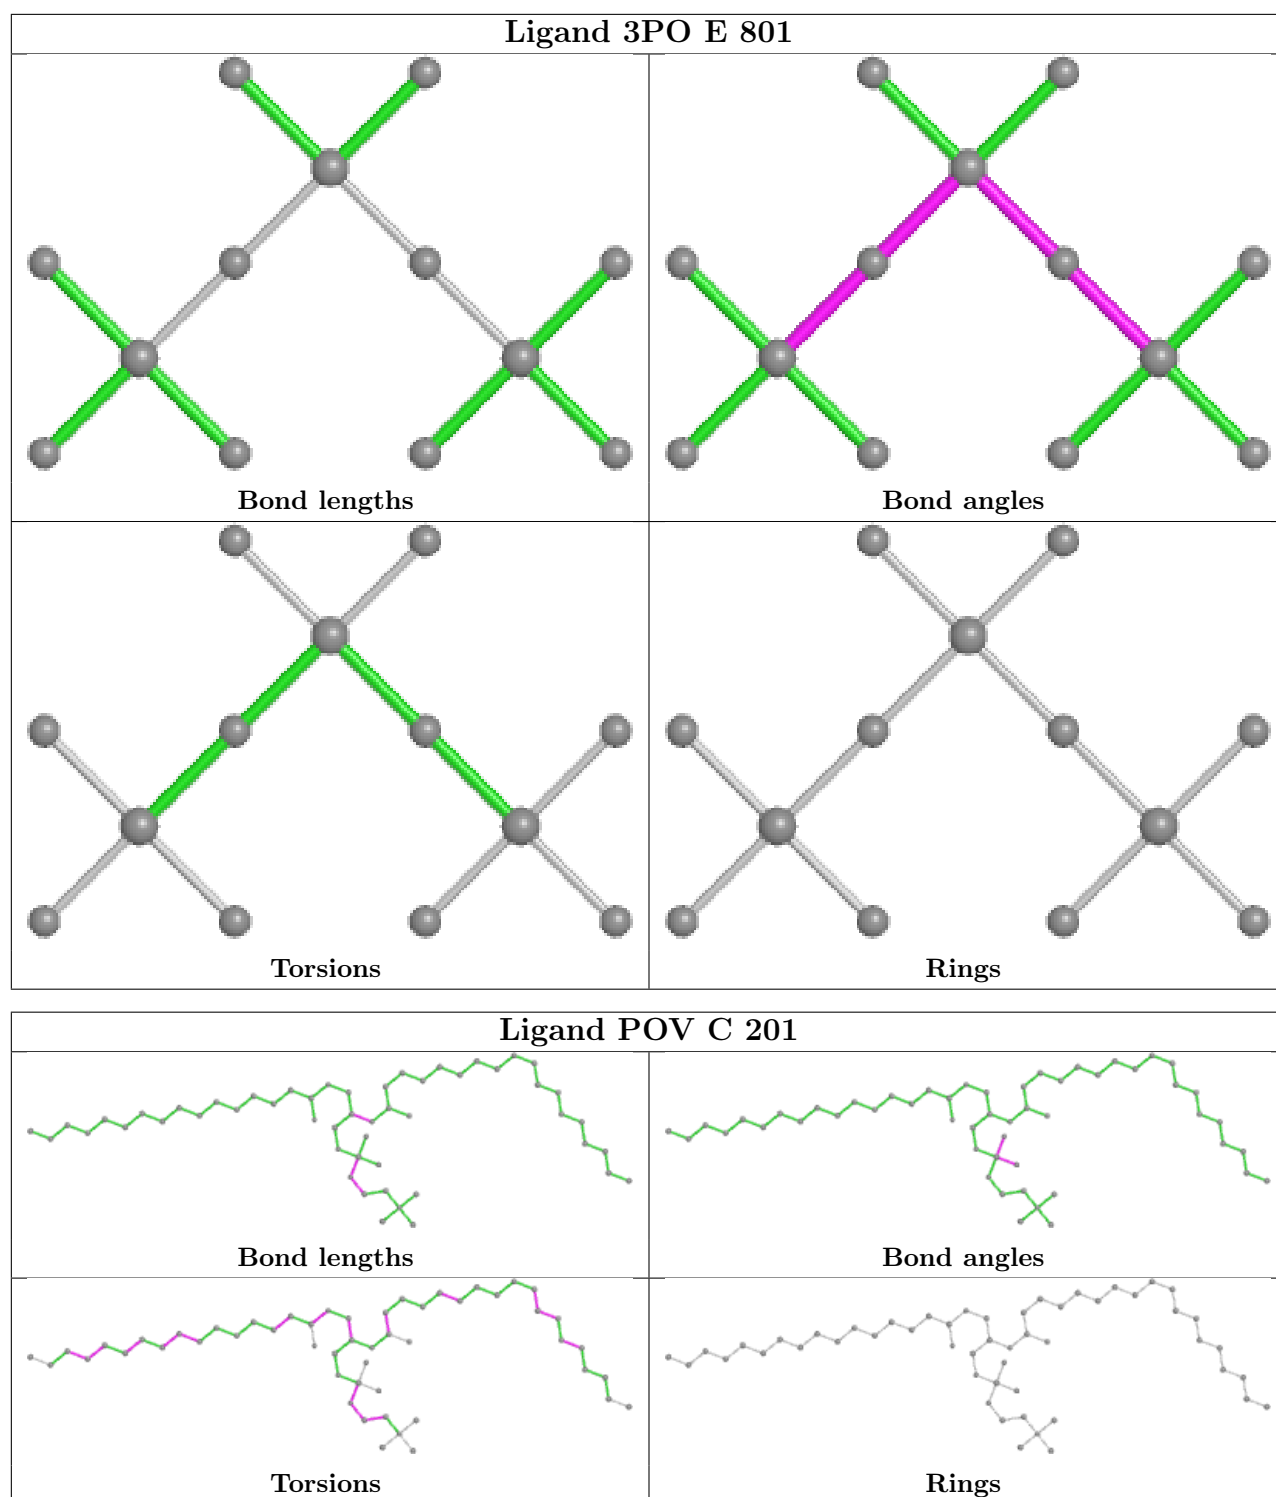 Ligand 3PO E 801
Bond lengths
Bond angles
Torsions
Rings
Ligand POV C 201
Bond lengths
Bond angles
Torsions
Rings